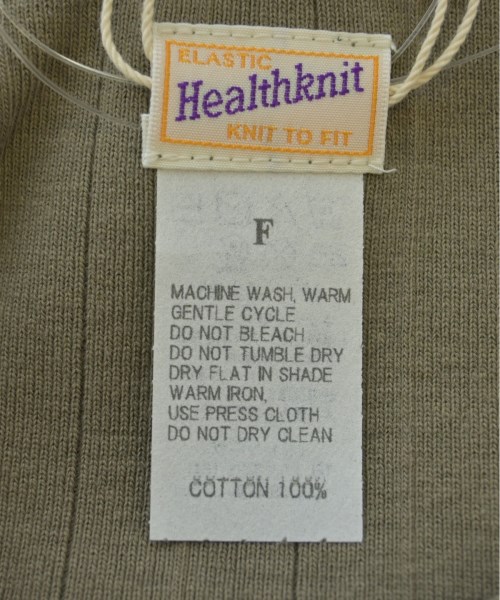 ELASTIC
Healthknit
KNIT TO FIT
F
MACHINE WASH, WARM
GENTLE CYCLE
DO NOT BLEACH
DO NOT TUMBLE DRY
DRY FLAT IN SHADE
WARM IRON,
USE PRESS CLOTH
DO NOT DRY CLEAN
COTTON 100%